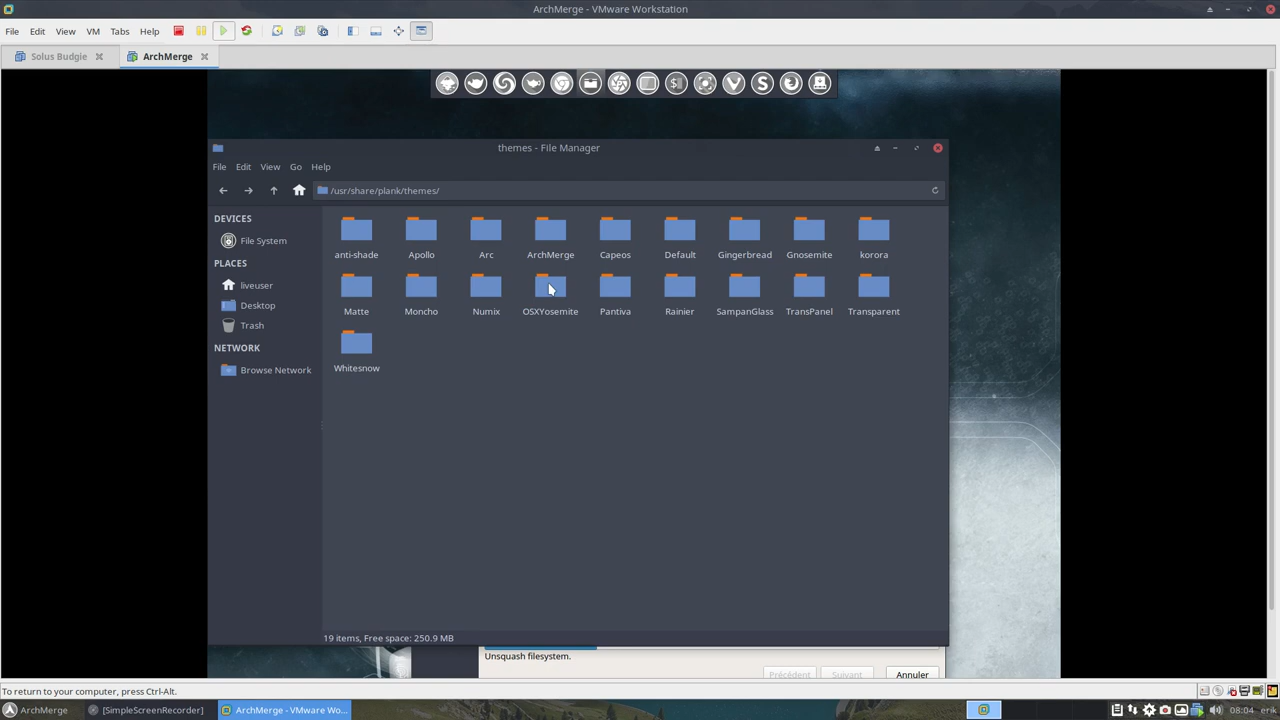 ArchMerge - VMware Workstation
File Edit View VM Tabs Help
Solus Budgie ArchMerge
themes - File Manager
File Edit View Go Help
/usr/share/plank/themes/
DEVICES
File System
PLACES
liveuser
Desktop
Trash
NETWORK
Browse Network
anti-shade Apollo Arc ArchMerge Capeos Default Gingerbread Gnosemite korora
Matte Moncho Numix OSXYosemite Pantiva Rainier SampanGlass TransPanel Transparent
Whitesnow
19 items, Free space: 250.9 MB
Unsquash filesystem.
Précédent Suivant Annuler
To return to your computer, press Ctrl-Alt.
ArchMerge [SimpleScreenRecorder] ArchMerge - VMware Wo... 08:04 erik